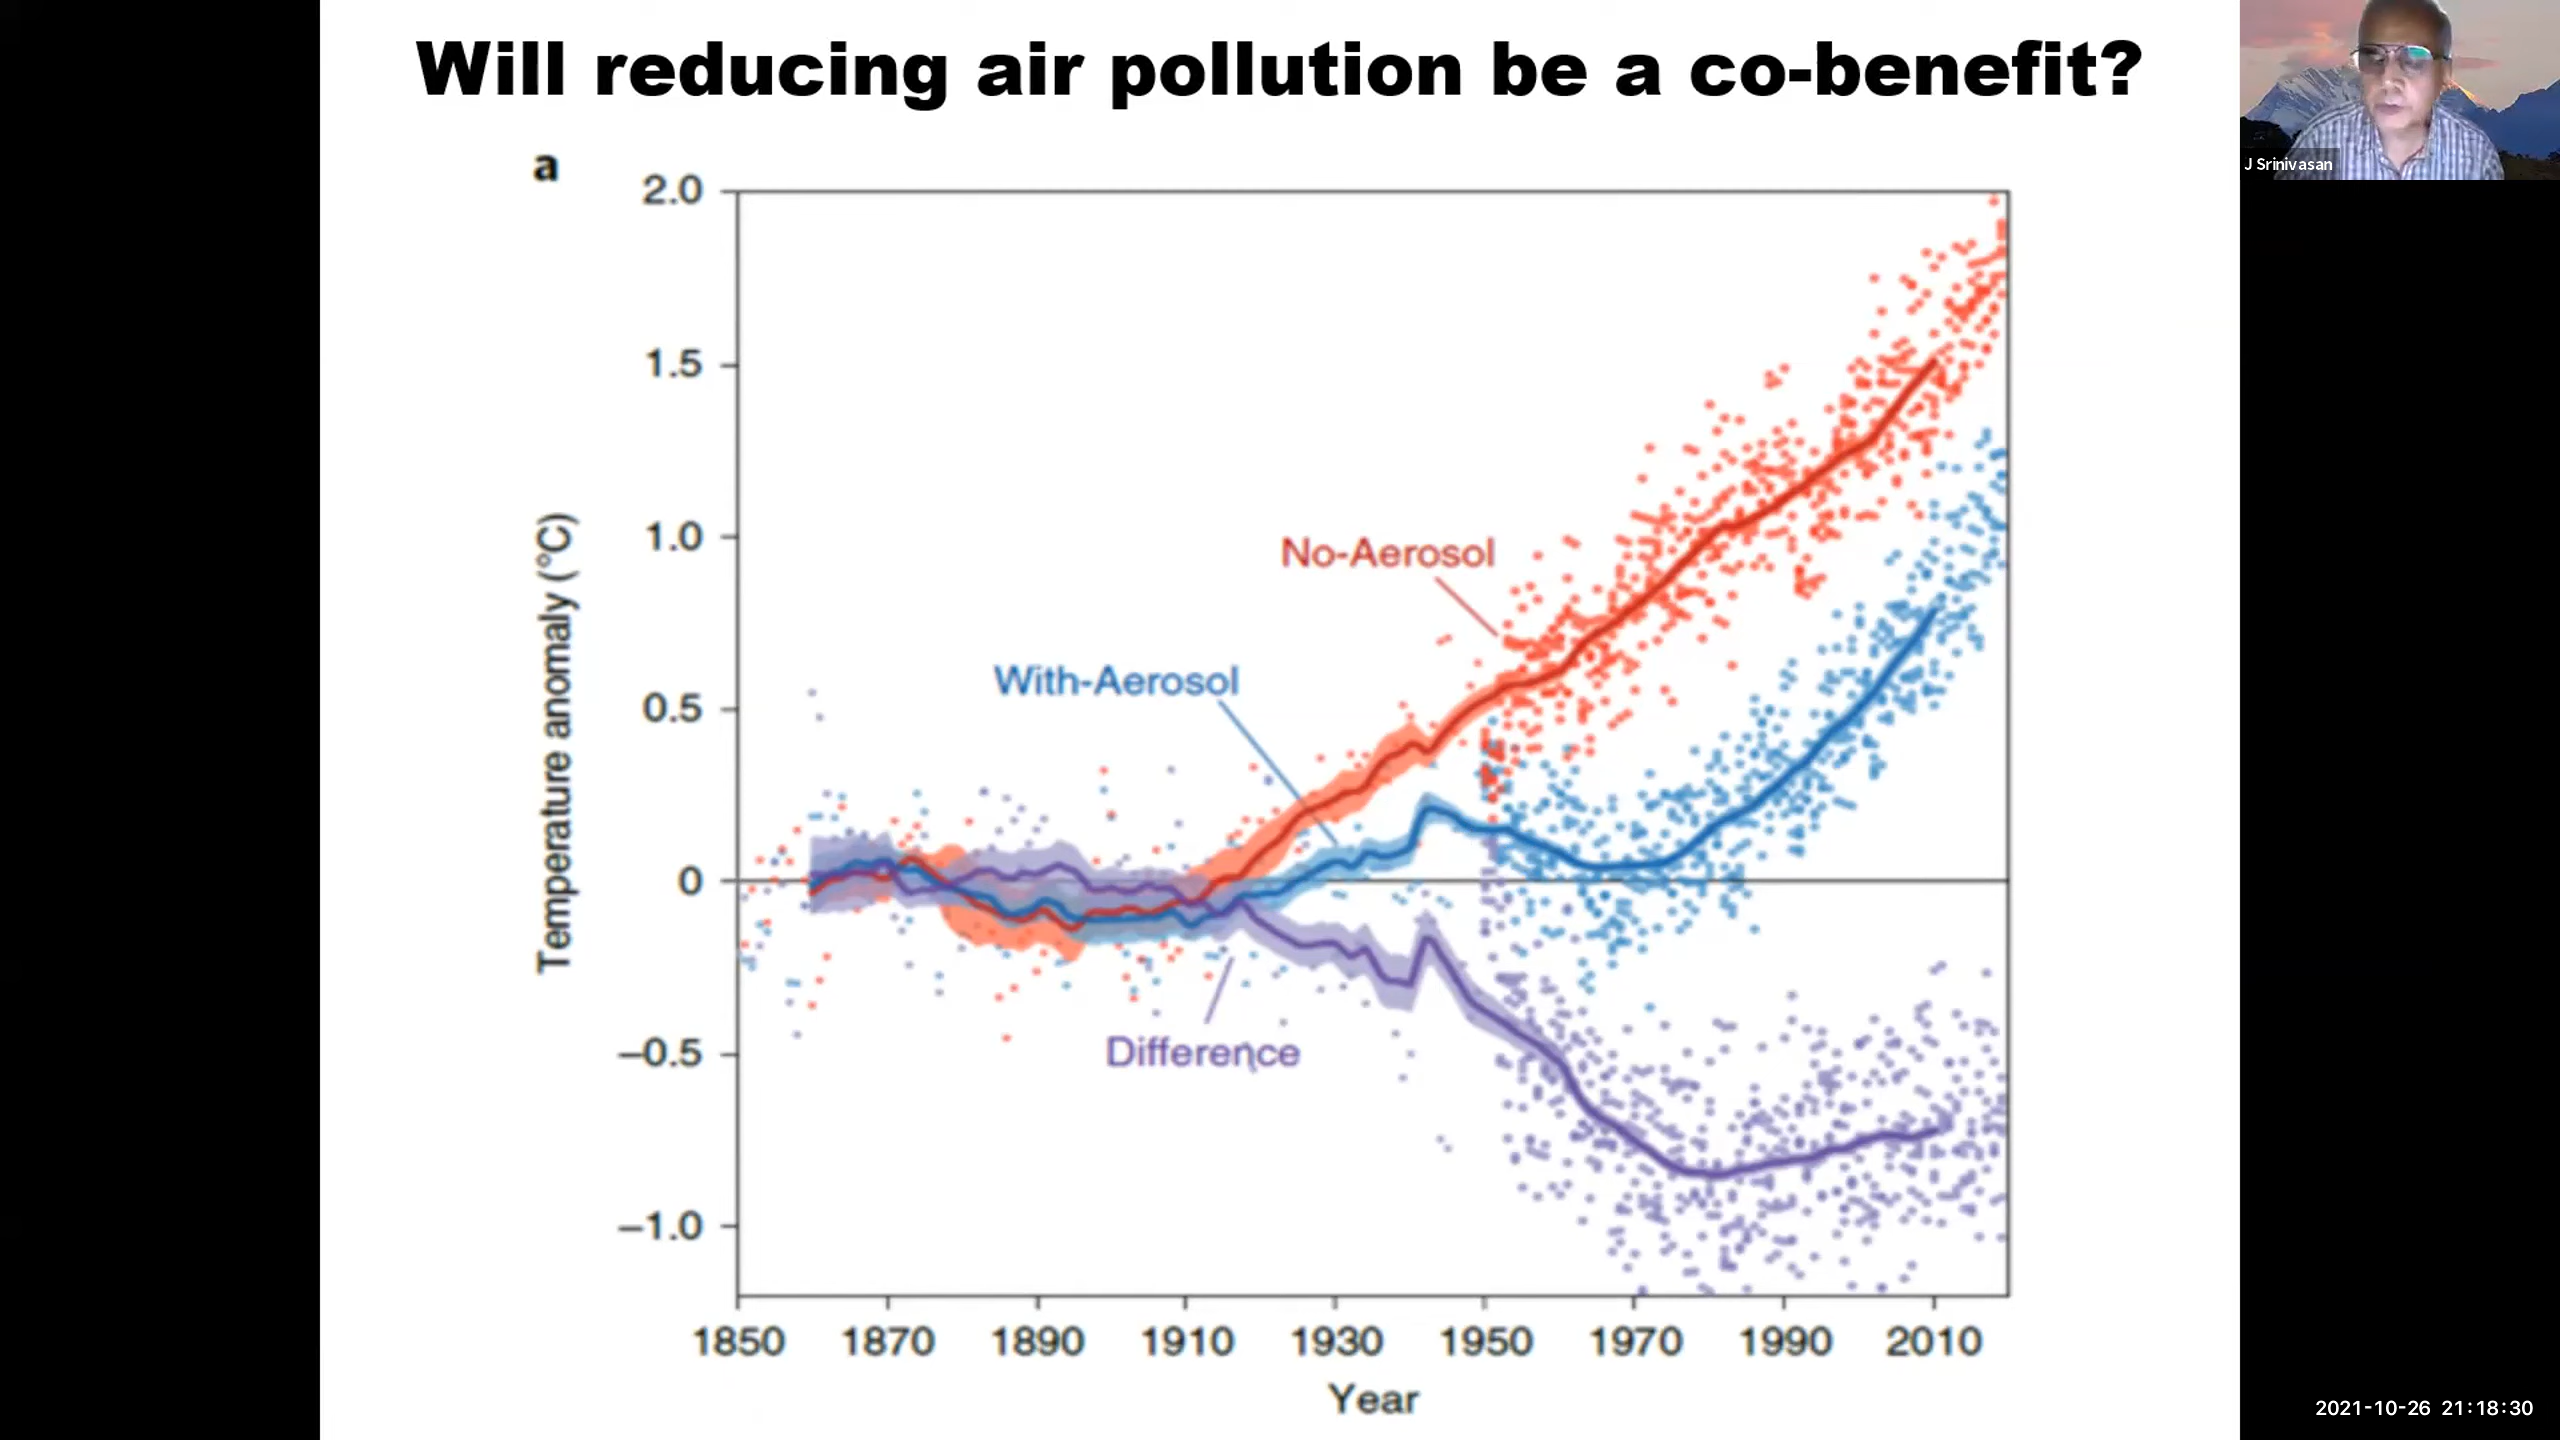 Will reducing air pollution be a co-benefit?
J Srinivasan
a
2.0
1.5
1.0
0.5
0
−0.5
−1.0
Temperature anomaly (°C)
No-Aerosol
With-Aerosol
Difference
1850 1870 1890 1910 1930 1950 1970 1990 2010
Year
2021-10-26 21:18:30